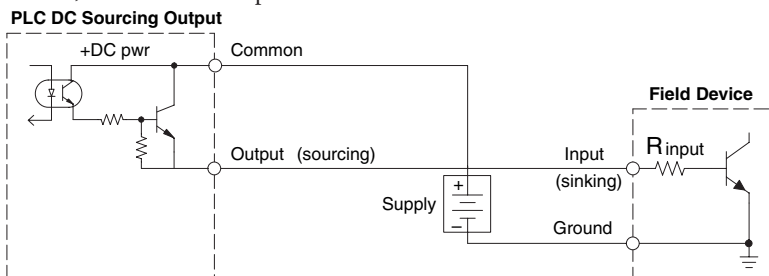 PLC DC Sourcing Output
+DC pwr
Common
Field Device
Output (sourcing)
Input
(sinking)
R input
+
Supply
–
Ground